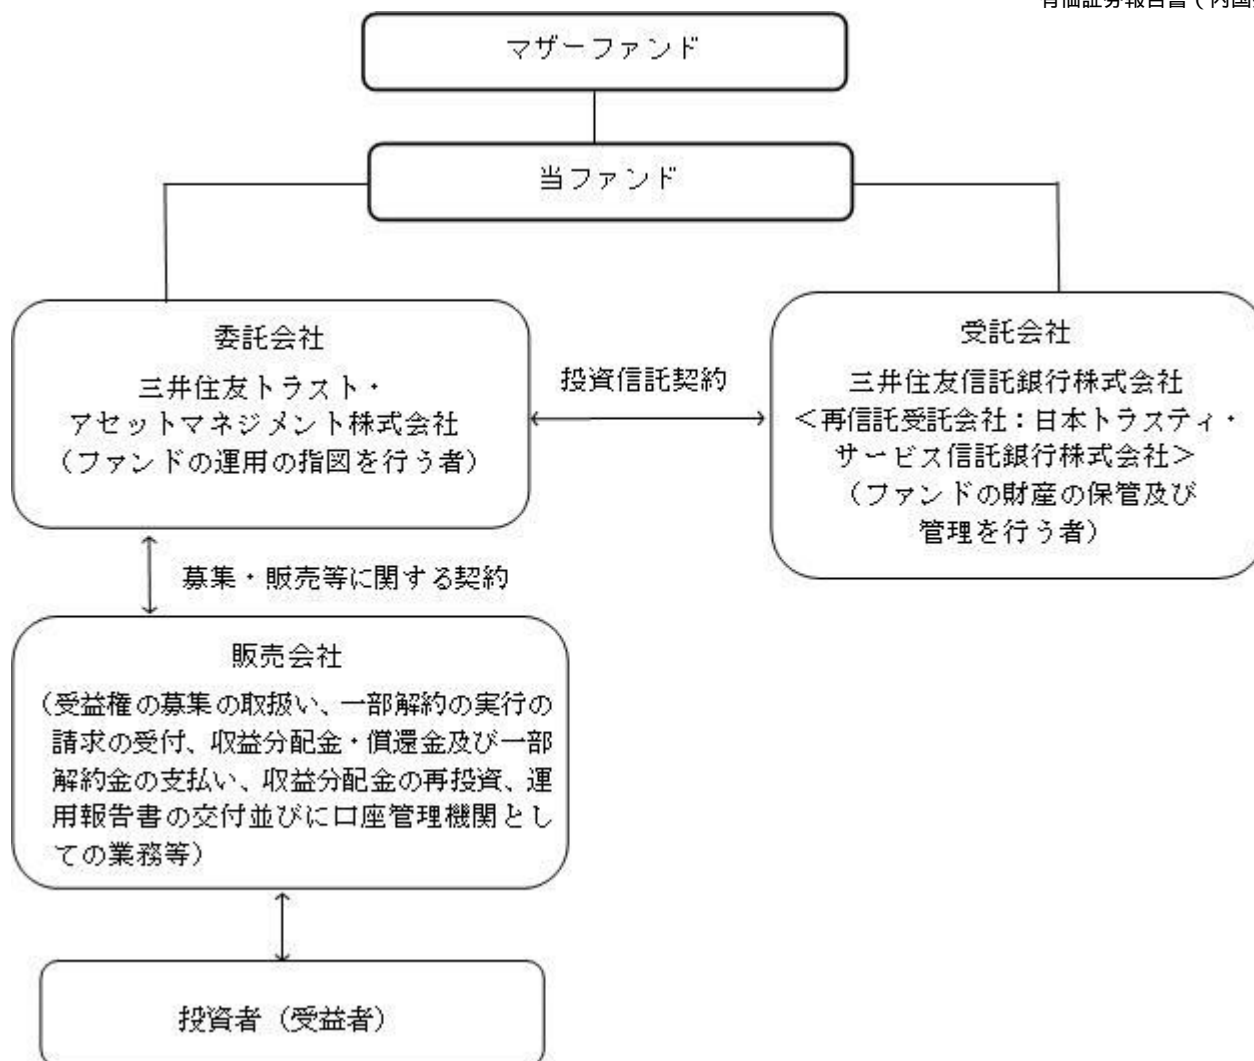 有価証券報告書（内国
マザーファンド
当ファンド
委託会社
三井住友トラスト・
アセットマネジメント株式会社
（ファンドの運用の指図を行う者）
投資信託契約
受託会社
三井住友信託銀行株式会社
＜再信託受託会社：日本トラスティ・
サービス信託銀行株式会社＞
（ファンドの財産の保管及び
管理を行う者）
募集・販売等に関する契約
販売会社
（受益権の募集の取扱い、一部解約の実行の
請求の受付、収益分配金・償還金及び一部
解約金の支払い、収益分配金の再投資、運
用報告書の交付並びに口座管理機関とし
ての業務等）
投資者（受益者）